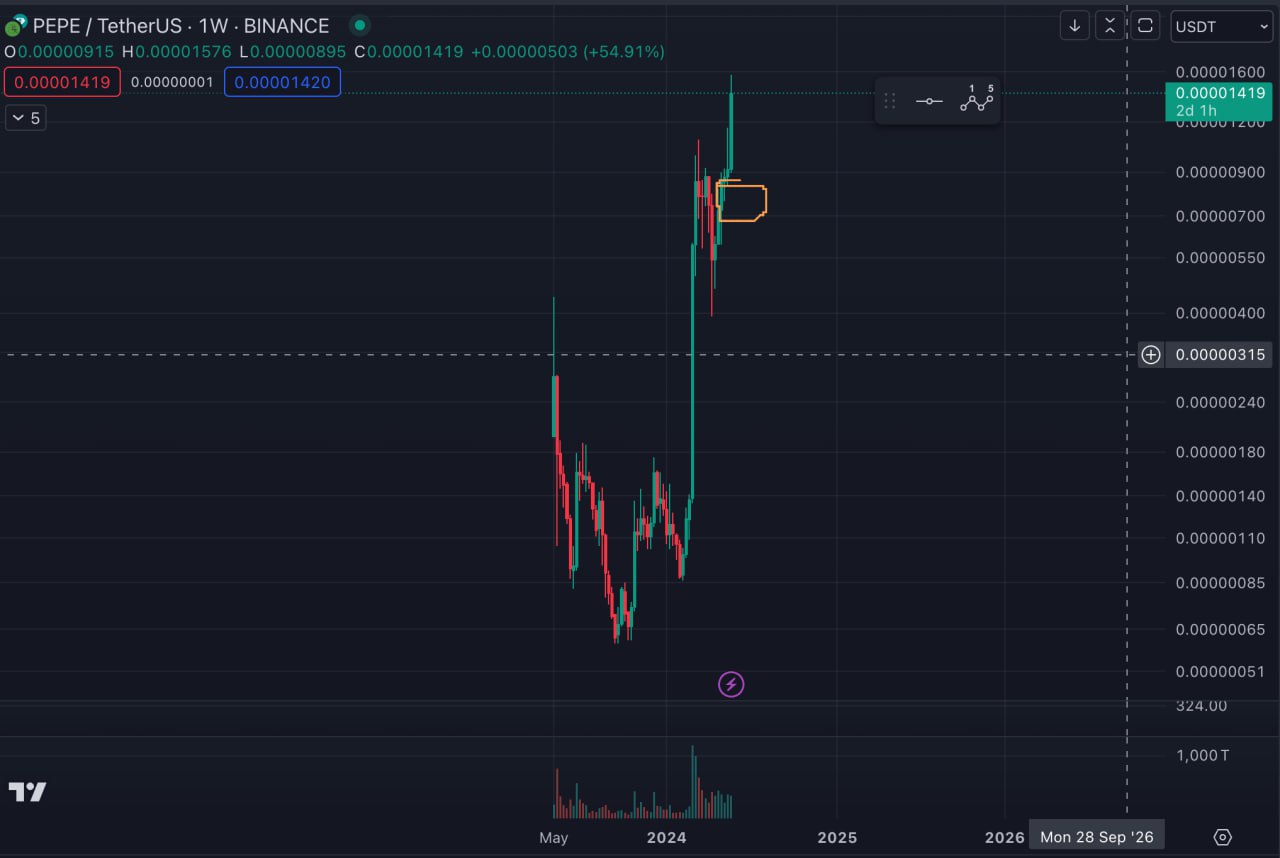 PEPE / TetherUS · 1W · BINANCE
USDT
O0.00000915 H0.00001576 L0.00000895 C0.00001419 +0.00000503 (+54.91%)
0.00001419 0.00000001 0.00001420
5
1 5
0.00001600
0.00001419
2d 1h
0.00001200
0.00000900
0.00000700
0.00000550
0.00000400
0.00000315
0.00000240
0.00000180
0.00000140
0.00000110
0.00000085
0.00000065
0.00000051
324.00
1,000 T
May 2024 2025 2026 Mon 28 Sep '26